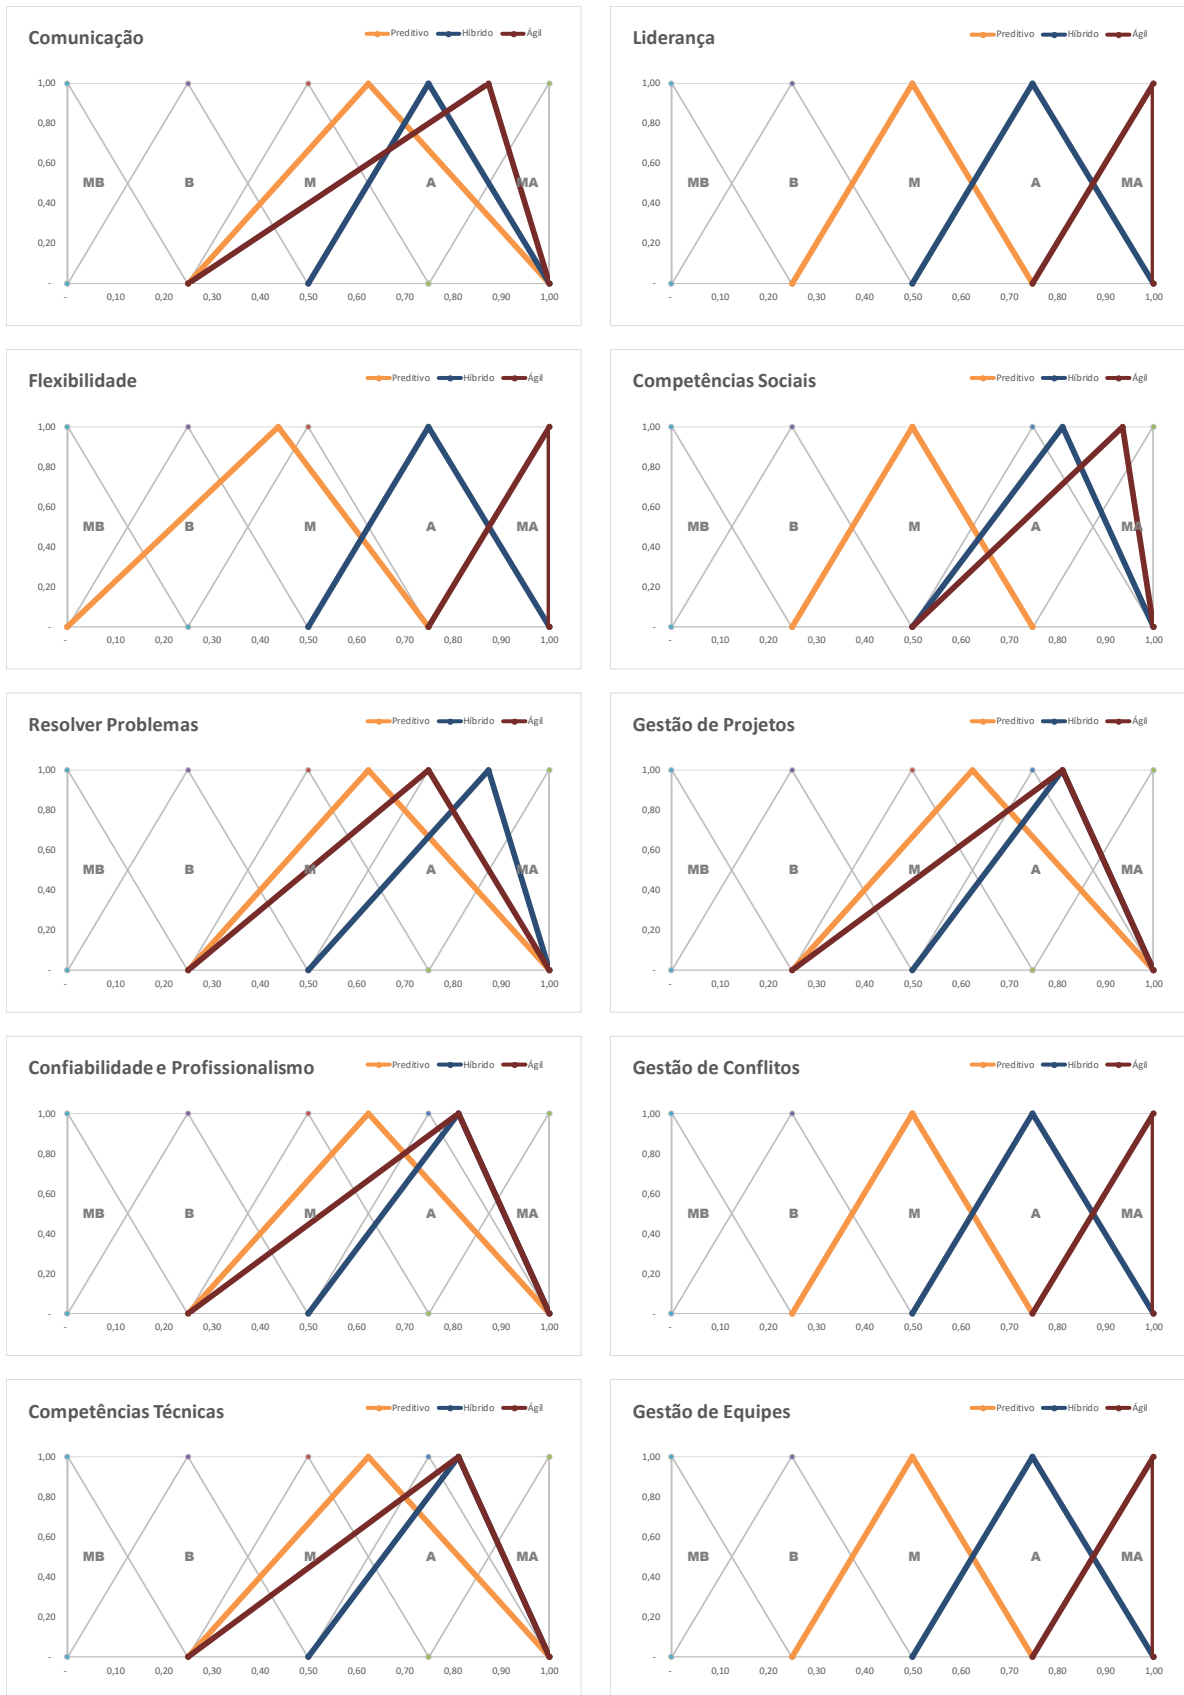 Comunicação
Preditivo Híbrido Ágil
1,00
0,80
0,60
0,40
0,20
-
MB B M A MA
- 0,10 0,20 0,30 0,40 0,50 0,60 0,70 0,80 0,90 1,00
Liderança
Preditivo Híbrido Ágil
1,00
0,80
0,60
0,40
0,20
-
MB B M A MA
- 0,10 0,20 0,30 0,40 0,50 0,60 0,70 0,80 0,90 1,00
Flexibilidade
Preditivo Híbrido Ágil
1,00
0,80
0,60
0,40
0,20
-
MB B M A MA
- 0,10 0,20 0,30 0,40 0,50 0,60 0,70 0,80 0,90 1,00
Competências Sociais
Preditivo Híbrido Ágil
1,00
0,80
0,60
0,40
0,20
-
MB B M A MA
- 0,10 0,20 0,30 0,40 0,50 0,60 0,70 0,80 0,90 1,00
Resolver Problemas
Preditivo Híbrido Ágil
1,00
0,80
0,60
0,40
0,20
-
MB B M A MA
- 0,10 0,20 0,30 0,40 0,50 0,60 0,70 0,80 0,90 1,00
Gestão de Projetos
Preditivo Híbrido Ágil
1,00
0,80
0,60
0,40
0,20
-
MB B M A MA
- 0,10 0,20 0,30 0,40 0,50 0,60 0,70 0,80 0,90 1,00
Confiabilidade e Profissionalismo
Preditivo Híbrido Ágil
1,00
0,80
0,60
0,40
0,20
-
MB B M A MA
- 0,10 0,20 0,30 0,40 0,50 0,60 0,70 0,80 0,90 1,00
Gestão de Conflitos
Preditivo Híbrido Ágil
1,00
0,80
0,60
0,40
0,20
-
MB B M A MA
- 0,10 0,20 0,30 0,40 0,50 0,60 0,70 0,80 0,90 1,00
Competências Técnicas
Preditivo Híbrido Ágil
1,00
0,80
0,60
0,40
0,20
-
MB B M A MA
- 0,10 0,20 0,30 0,40 0,50 0,60 0,70 0,80 0,90 1,00
Gestão de Equipes
Preditivo Híbrido Ágil
1,00
0,80
0,60
0,40
0,20
-
MB B M A MA
- 0,10 0,20 0,30 0,40 0,50 0,60 0,70 0,80 0,90 1,00